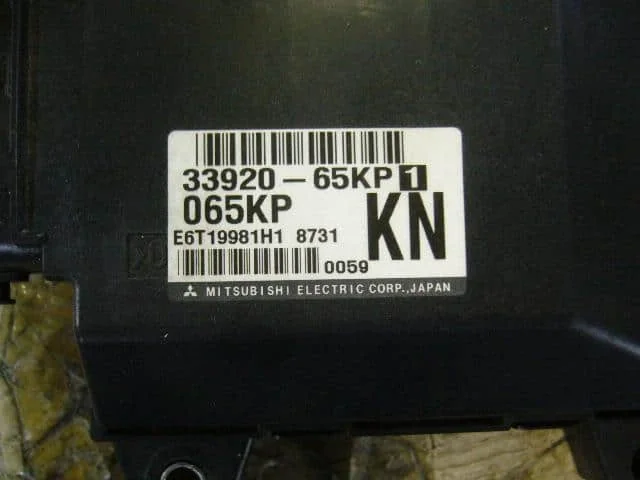 33920-65KP 1
065KP
KN
E6T19981H1 8731
0059
MITSUBISHI ELECTRIC CORP.,JAPAN